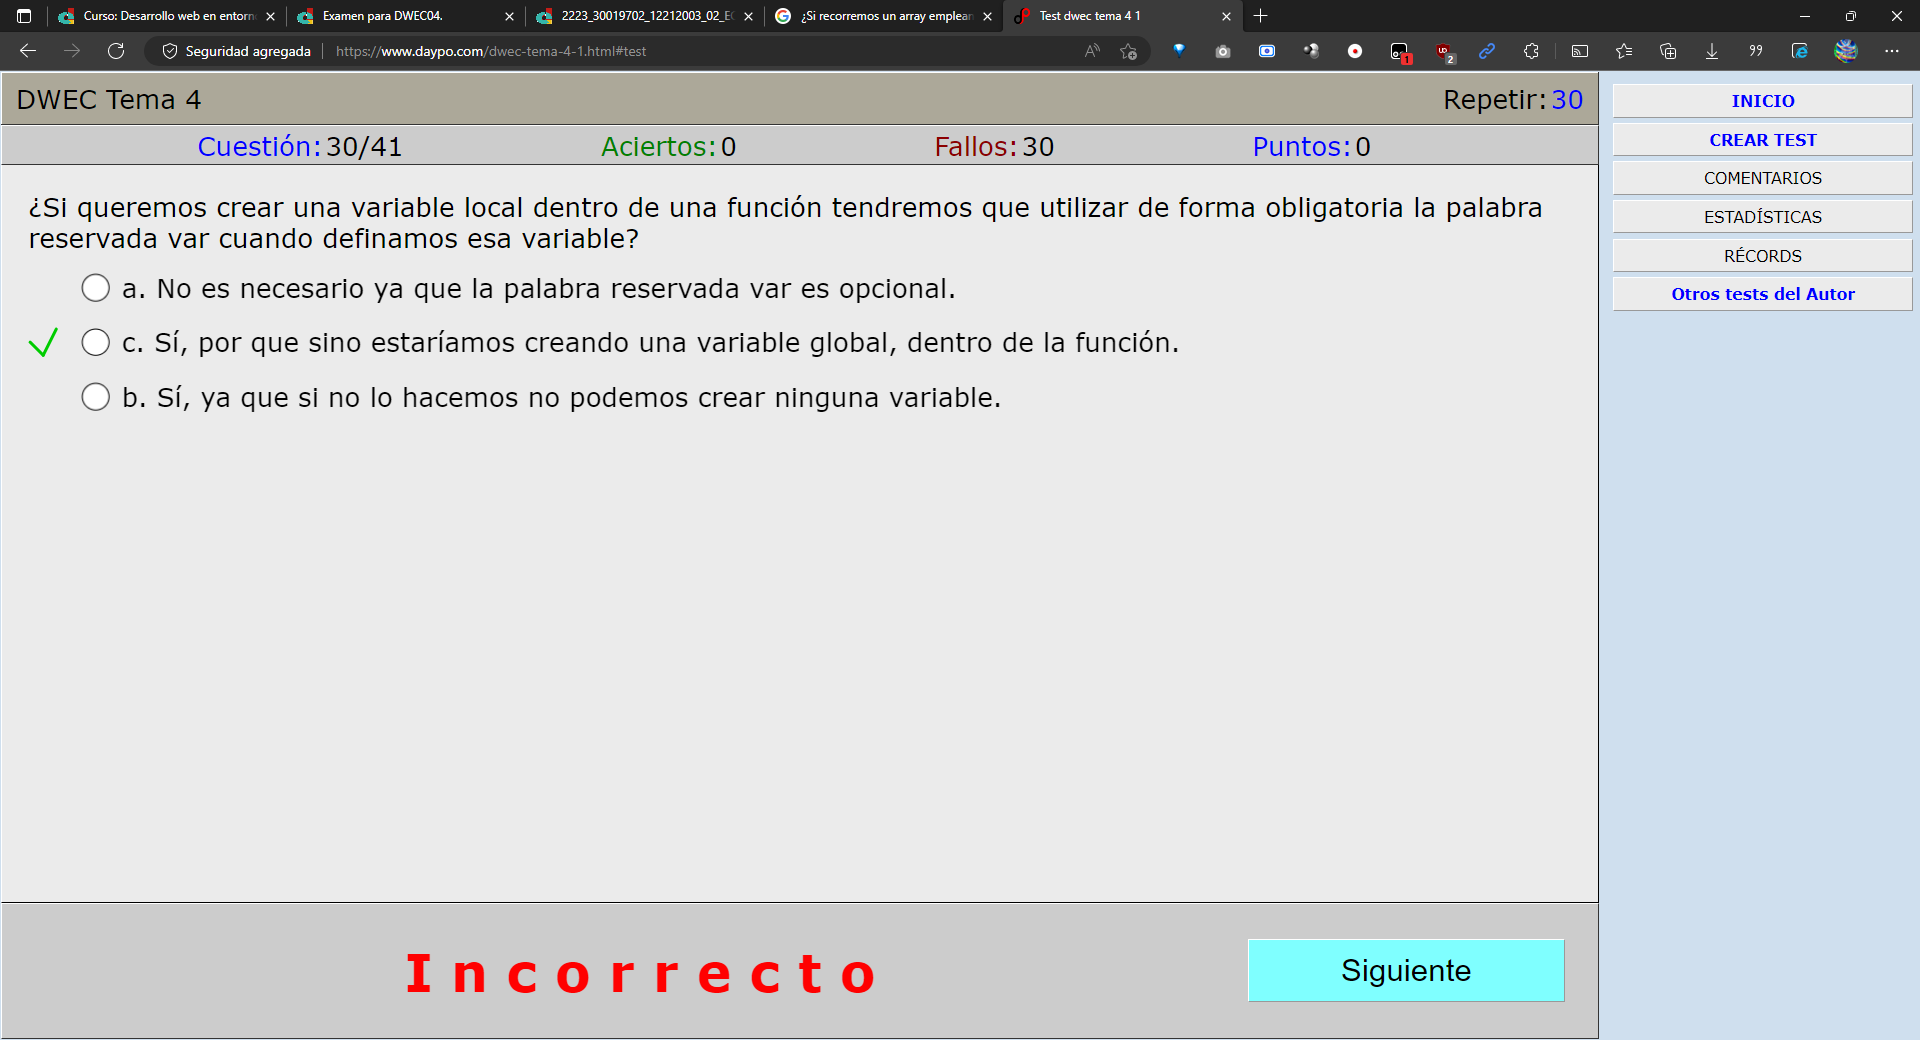 Curso: Desarrollo web en entorn
Examen para DWEC04.
2223_30019702_12212003_02_EC
¿Si recorremos un array emplean
Test dwec tema 4 1
Seguridad agregada
https://www.daypo.com/dwec-tema-4-1.html#test
1
2
DWEC Tema 4
Repetir: 30
Cuestión: 30/41
Aciertos: 0
Fallos: 30
Puntos: 0
¿Si queremos crear una variable local dentro de una función tendremos que utilizar de forma obligatoria la palabra
reservada var cuando definamos esa variable?
a. No es necesario ya que la palabra reservada var es opcional.
c. Sí, por que sino estaríamos creando una variable global, dentro de la función.
b. Sí, ya que si no lo hacemos no podemos crear ninguna variable.
Incorrecto
Siguiente
INICIO
CREAR TEST
COMENTARIOS
ESTADÍSTICAS
RÉCORDS
Otros tests del Autor